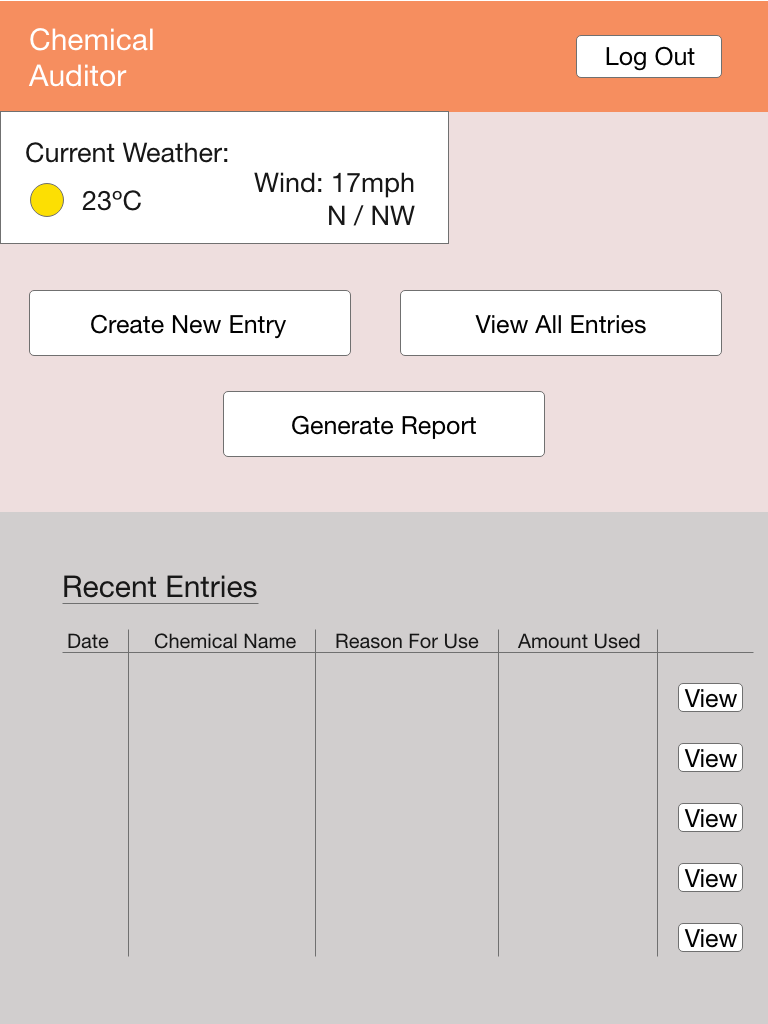 Chemical
Auditor
Log Out
Current Weather:
23ºC
Wind: 17mph
N / NW
Create New Entry
View All Entries
Generate Report
Recent Entries
Date Chemical Name Reason For Use Amount Used
View
View
View
View
View